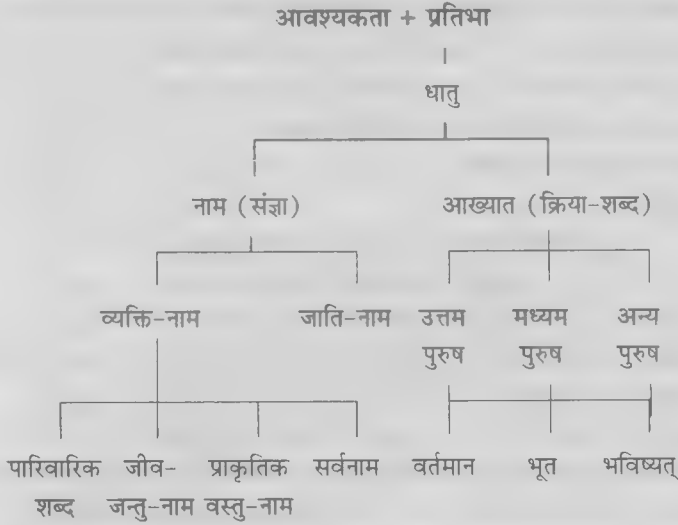 आवश्यकता + प्रतिभा
धातु
नाम (संज्ञा) आख्यात (क्रिया-शब्द)
व्यक्ति-नाम जाति-नाम उत्तम मध्यम अन्य
पुरुष पुरुष पुरुष
पारिवारिक जीव- प्राकृतिक सर्वनाम वर्तमान भूत भविष्यत्
शब्द जन्तु-नाम वस्तु-नाम